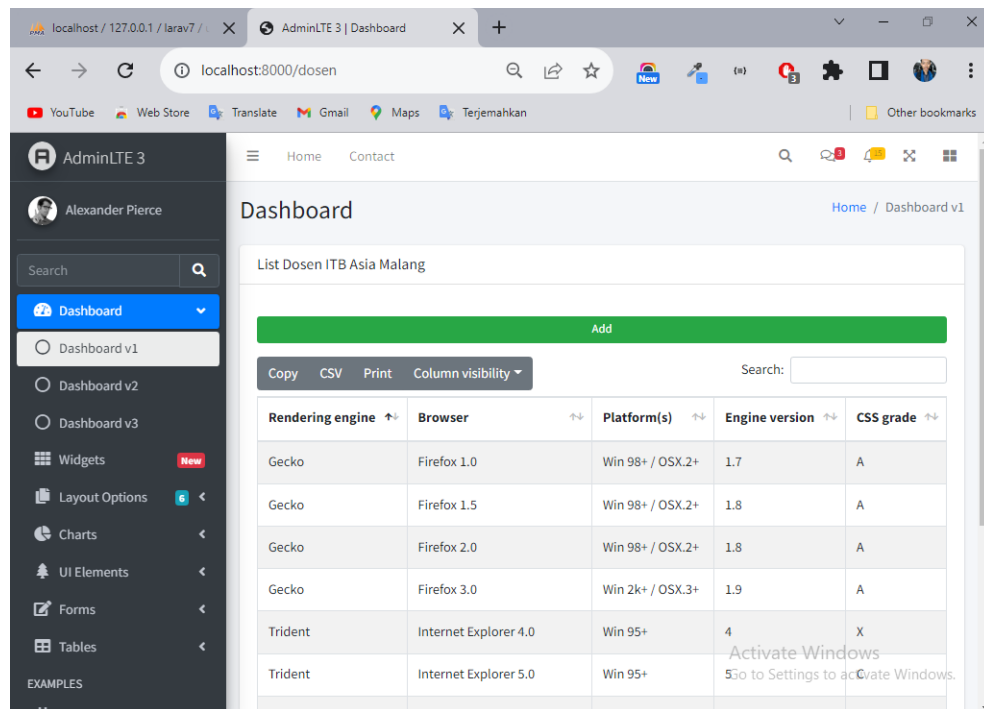 localhost / 127.0.0.1 / larav7 /
AdminLTE 3 | Dashboard
localhost:8000/dosen
New
3
YouTube Web Store Translate Gmail Maps Terjemahkan Other bookmarks
AdminLTE 3
Home Contact
3
15
Alexander Pierce
Dashboard
Home / Dashboard v1
Search
List Dosen ITB Asia Malang
Dashboard
Dashboard v1
Dashboard v2
Dashboard v3
Widgets New
Layout Options 6
Charts
UI Elements
Forms
Tables
EXAMPLES
Add
Copy CSV Print Column visibility
Search:
Rendering engine Browser Platform(s) Engine version CSS grade
Gecko Firefox 1.0 Win 98+ / OSX.2+ 1.7 A
Gecko Firefox 1.5 Win 98+ / OSX.2+ 1.8 A
Gecko Firefox 2.0 Win 98+ / OSX.2+ 1.8 A
Gecko Firefox 3.0 Win 2k+ / OSX.3+ 1.9 A
Trident Internet Explorer 4.0 Win 95+ 4 X
Trident Internet Explorer 5.0 Win 95+ 5 C
Activate Windows
Go to Settings to activate Windows.